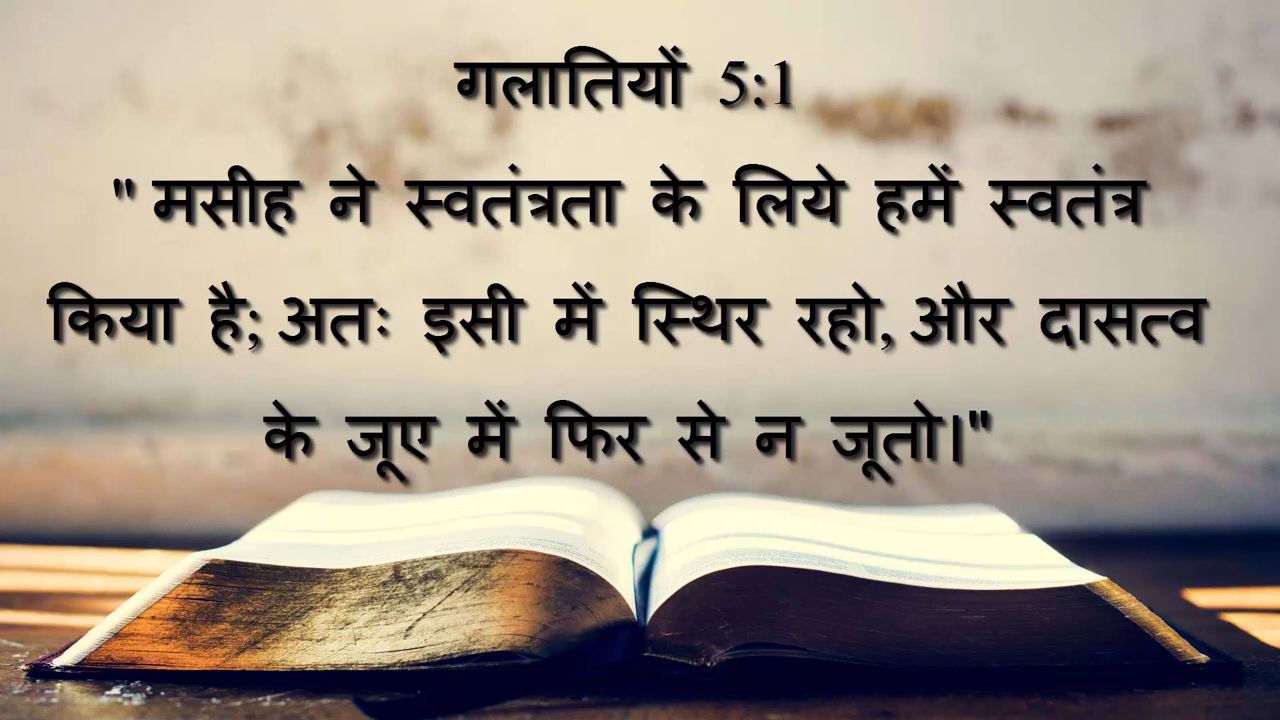 गलातियों 5:1
" मसीह ने स्वतंत्रता के लिये हमें स्वतंत्र
किया है; अतः इसी में स्थिर रहो, और दासत्व
के जूए में फिर से न जूतो।"